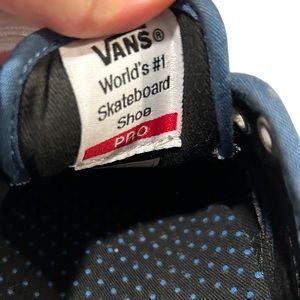 VANS®
World's #1
Skateboard
Shoe
PRO